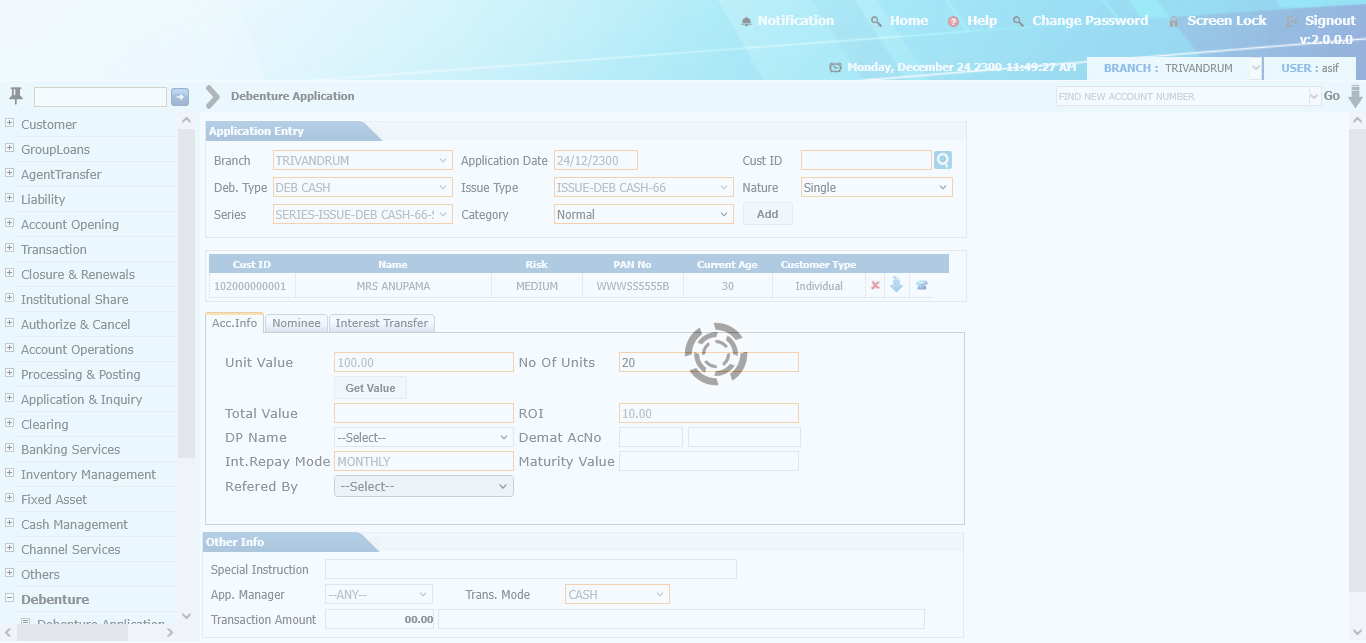 Notification Home Help Change Password Screen Lock Signout
v:2.0.0.0
Monday, December 24 2300 11:49:27 AM BRANCH : TRIVANDRUM USER : asif
Debenture Application FIND NEW ACCOUNT NUMBER Go
Customer
GroupLoans
AgentTransfer
Liability
Account Opening
Transaction
Closure & Renewals
Institutional Share
Authorize & Cancel
Account Operations
Processing & Posting
Application & Inquiry
Clearing
Banking Services
Inventory Management
Fixed Asset
Cash Management
Channel Services
Others
Debenture
Debenture Application
Application Entry
Branch TRIVANDRUM Application Date 24/12/2300 Cust ID
Deb. Type DEB CASH Issue Type ISSUE-DEB CASH-66 Nature Single
Series SERIES-ISSUE-DEB CASH-66- Category Normal Add
Cust ID Name Risk PAN No Current Age Customer Type
102000000001 MRS ANUPAMA MEDIUM WWWSS5555B 30 Individual
Acc.Info Nominee Interest Transfer
Unit Value 100.00 No Of Units 20
Get Value
Total Value ROI 10.00
DP Name --Select-- Demat AcNo
Int.Repay Mode MONTHLY Maturity Value
Refered By --Select--
Other Info
Special Instruction
App. Manager --ANY-- Trans. Mode CASH
Transaction Amount 00.00